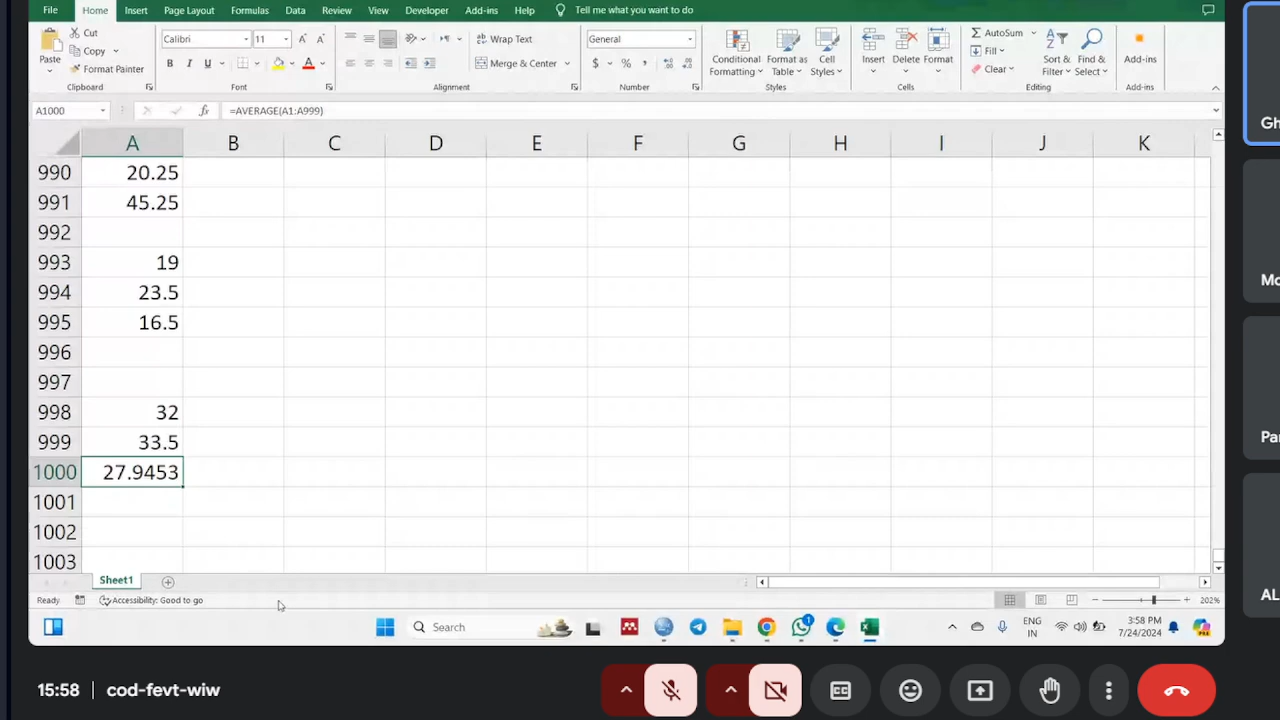 File Home Insert Page Layout Formulas Data Review View Developer Add-ins Help Tell me what you want to do
Paste
Cut
Copy
Format Painter
Clipboard
Calibri 11
B I U
Font
Wrap Text
Merge & Center
Alignment
General
$ % ,
Number
Conditional Formatting
Format as Table
Cell Styles
Styles
Insert
Delete
Format
Cells
AutoSum
Fill
Clear
Sort & Filter
Find & Select
Editing
Add-ins
Add-ins
A1000 fx =AVERAGE(A1:A999)
A B C D E F G H I J K
990 20.25
991 45.25
992
993 19
994 23.5
995 16.5
996
997
998 32
999 33.5
1000 27.9453
1001
1002
1003
Sheet1
Ready Accessibility: Good to go 202%
Search ENG IN 3:58 PM 7/24/2024
15:58 | cod-fevt-wiw
Gh
Mo
Par
AL